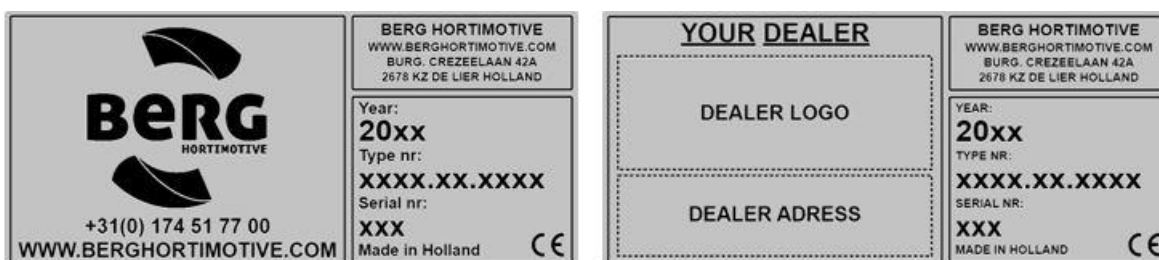 BERG
HORTIMOTIVE
+31(0) 174 51 77 00
WWW.BERGHORTIMOTIVE.COM
BERG HORTIMOTIVE
WWW.BERGHORTIMOTIVE.COM
BURG. CREZEELAAN 42A
2678 KZ DE LIER HOLLAND
Year:
20xx
Type nr:
XXXX.XX.XXXX
Serial nr:
XXX
Made in Holland CE
YOUR DEALER
DEALER LOGO
DEALER ADRESS
BERG HORTIMOTIVE
WWW.BERGHORTIMOTIVE.COM
BURG. CREZEELAAN 42A
2678 KZ DE LIER HOLLAND
YEAR:
20xx
TYPE NR:
XXXX.XX.XXXX
SERIAL NR:
XXX
MADE IN HOLLAND CE